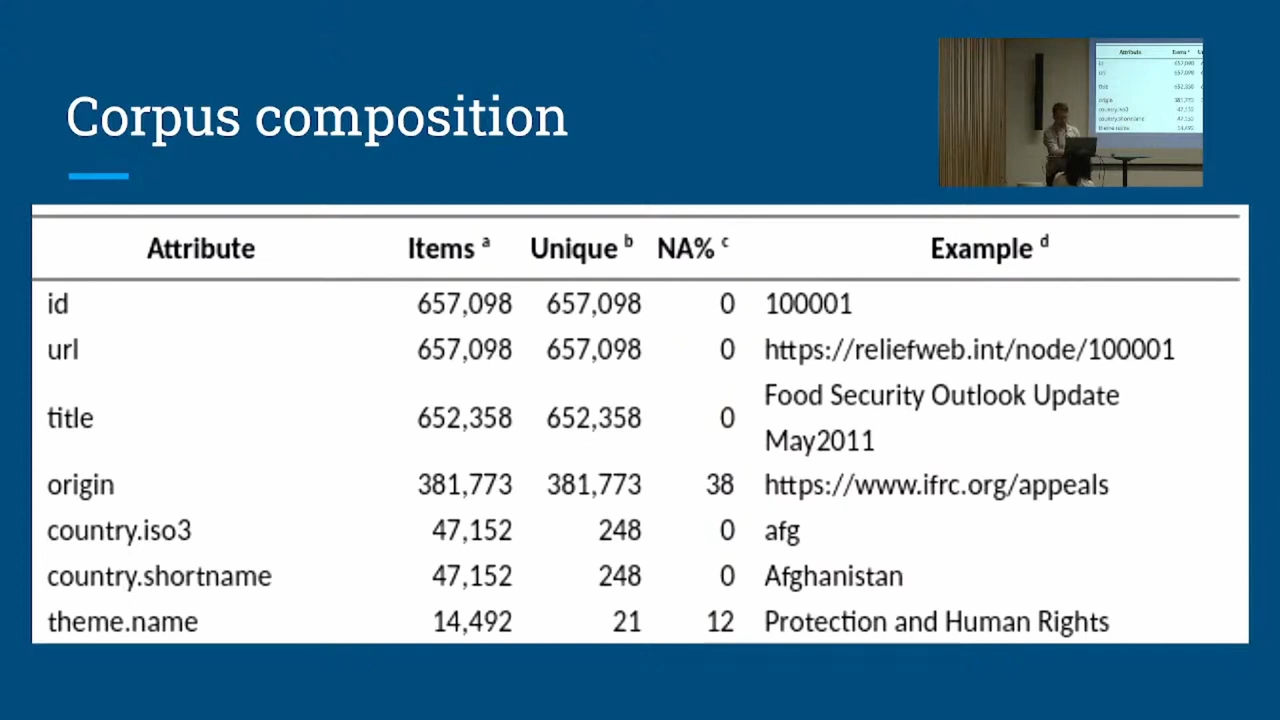 Corpus composition
Attribute Items a Unique b NA% c Example d
id 657,098 657,098 0 100001
url 657,098 657,098 0 https://reliefweb.int/node/100001
title 652,358 652,358 0 Food Security Outlook Update
May2011
origin 381,773 381,773 38 https://www.ifrc.org/appeals
country.iso3 47,152 248 0 afg
country.shortname 47,152 248 0 Afghanistan
theme.name 14,492 21 12 Protection and Human Rights